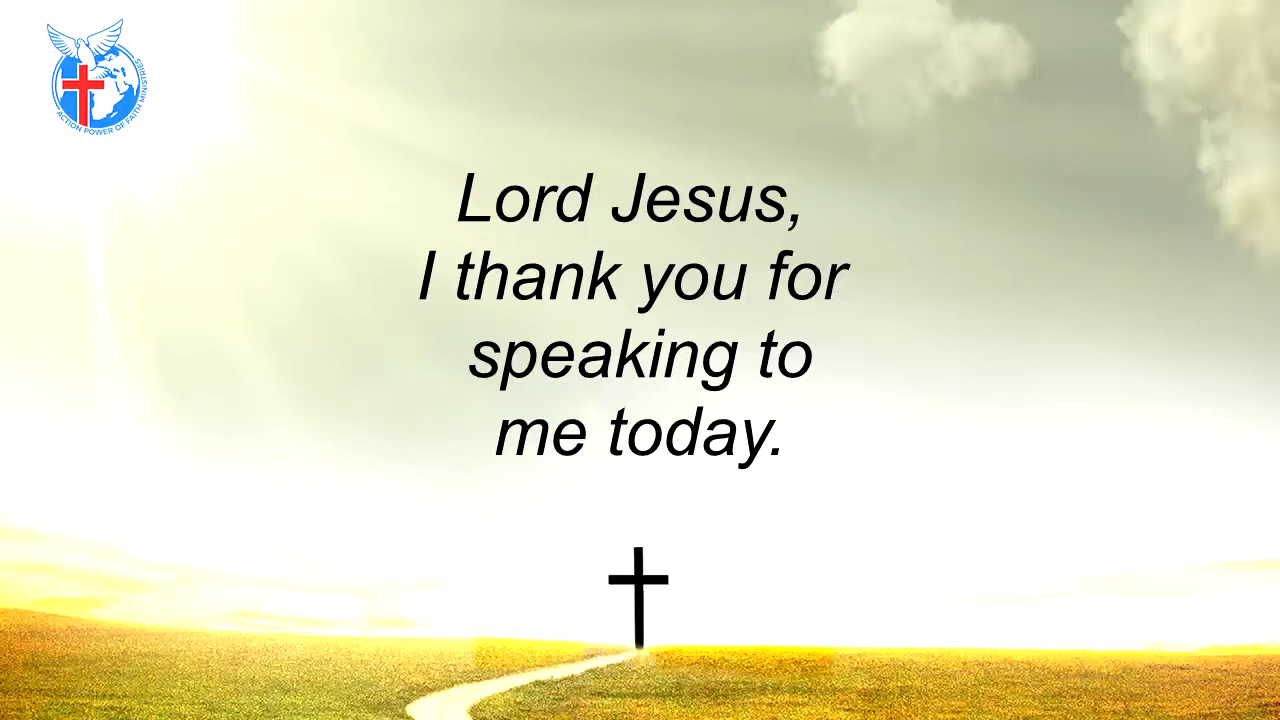 ACTION POWER OF FAITH MINISTRIES
Lord Jesus,
I thank you for
speaking to
me today.